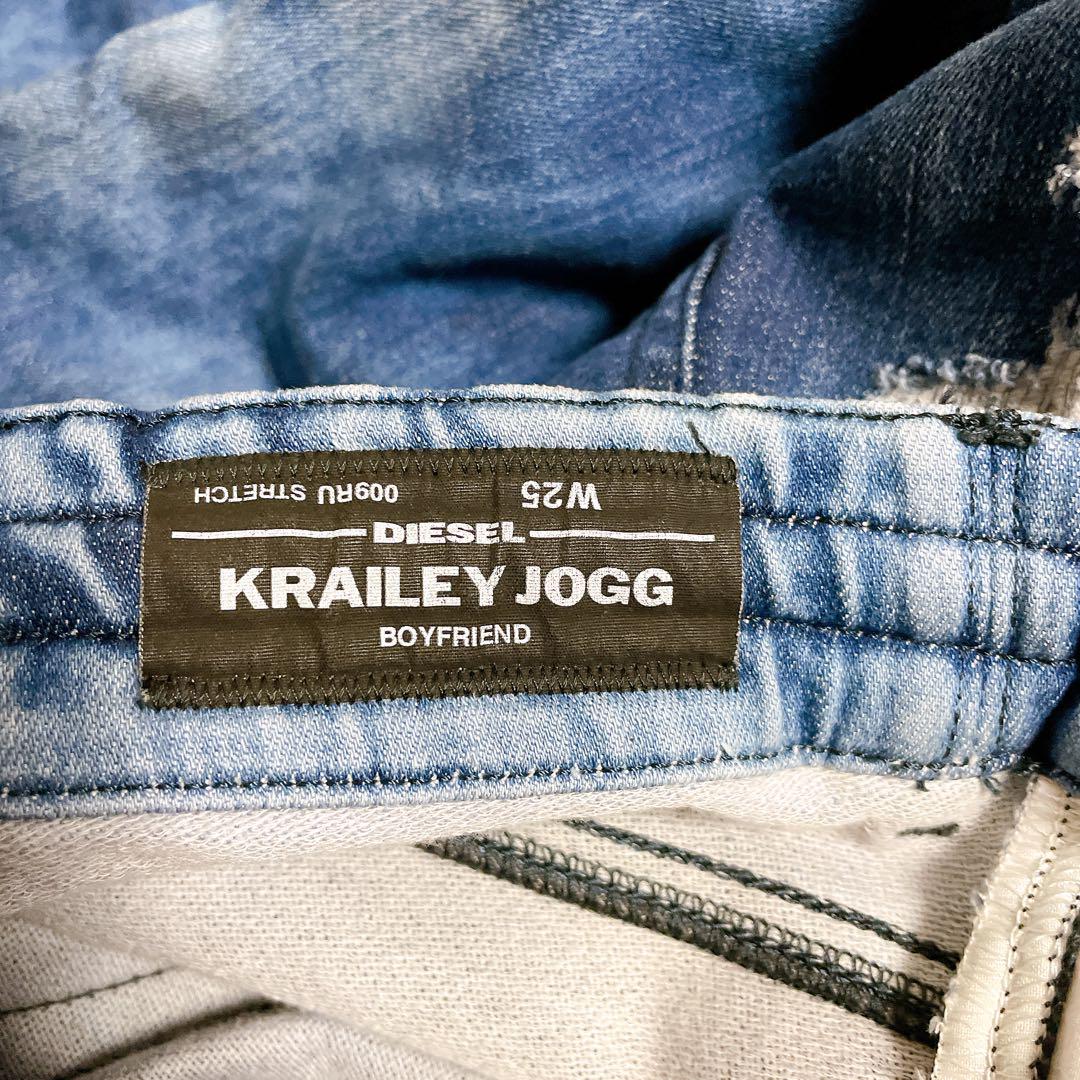 009RU STRETCH W25
DIESEL
KRAILEY JOGG
BOYFRIEND